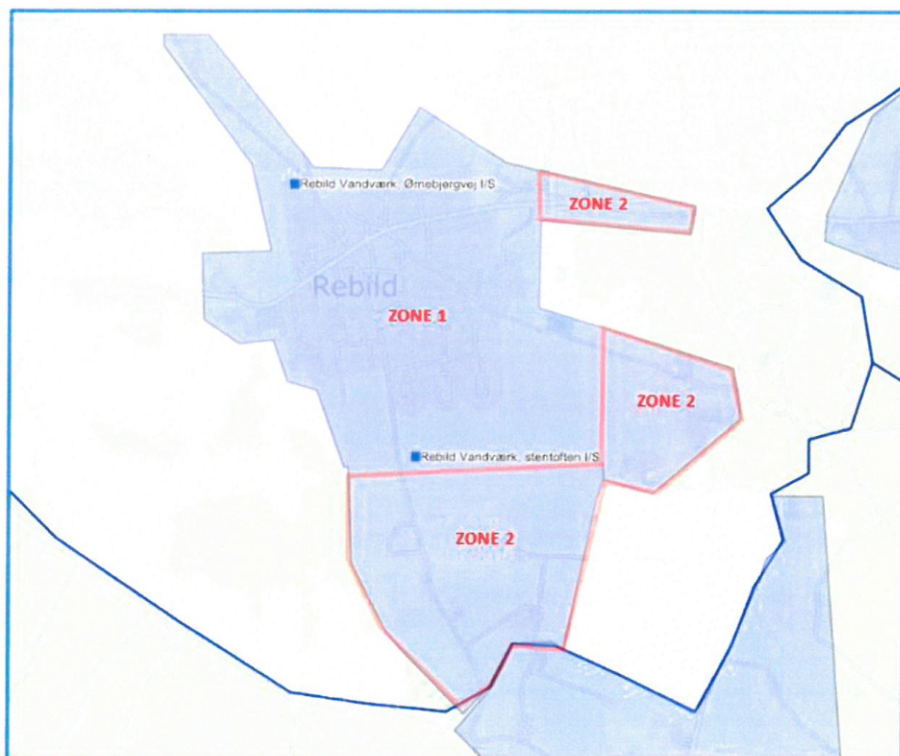 Rebild Vandværk, Ørnebjergvej I/S
ZONE 2
Rebild
ZONE 1
ZONE 2
Rebild Vandværk, stentoften I/S
ZONE 2